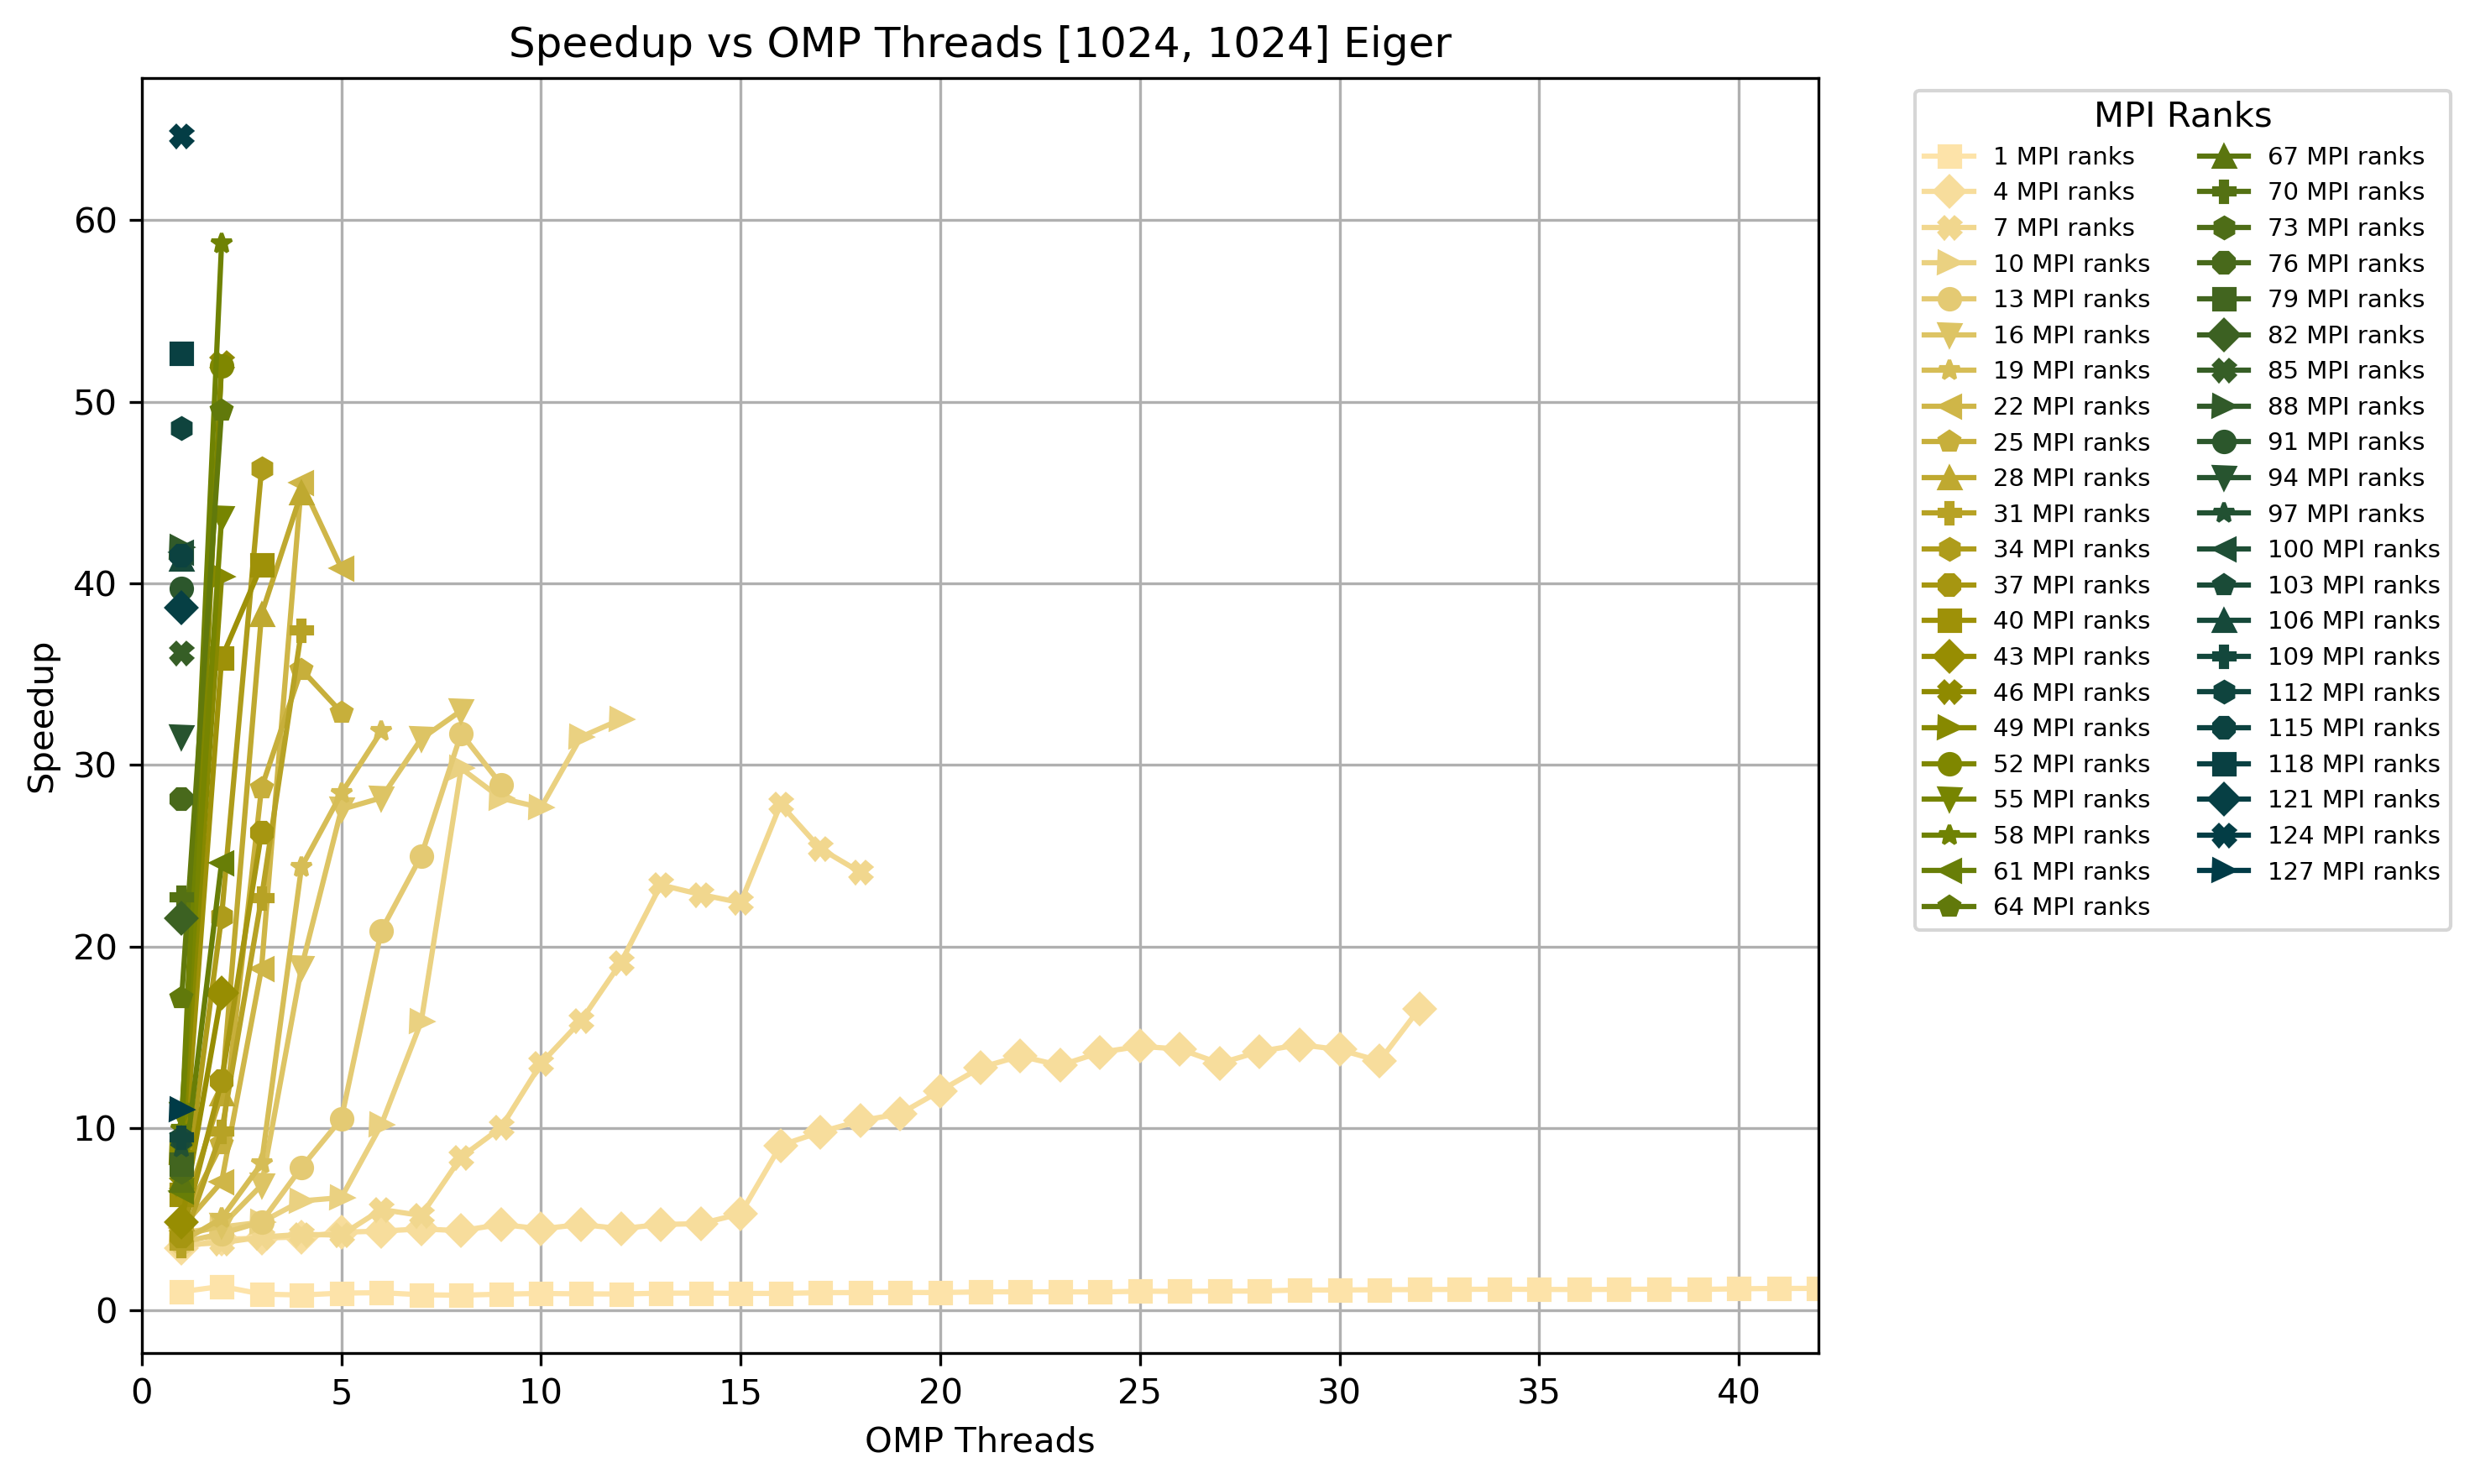 Speedup vs OMP Threads [1024, 1024] Eiger
Speedup
60
50
40
30
20
10
0
0 5 10 15 20 25 30 35 40
OMP Threads
MPI Ranks
1 MPI ranks
4 MPI ranks
7 MPI ranks
10 MPI ranks
13 MPI ranks
16 MPI ranks
19 MPI ranks
22 MPI ranks
25 MPI ranks
28 MPI ranks
31 MPI ranks
34 MPI ranks
37 MPI ranks
40 MPI ranks
43 MPI ranks
46 MPI ranks
49 MPI ranks
52 MPI ranks
55 MPI ranks
58 MPI ranks
61 MPI ranks
64 MPI ranks
67 MPI ranks
70 MPI ranks
73 MPI ranks
76 MPI ranks
79 MPI ranks
82 MPI ranks
85 MPI ranks
88 MPI ranks
91 MPI ranks
94 MPI ranks
97 MPI ranks
100 MPI ranks
103 MPI ranks
106 MPI ranks
109 MPI ranks
112 MPI ranks
115 MPI ranks
118 MPI ranks
121 MPI ranks
124 MPI ranks
127 MPI ranks